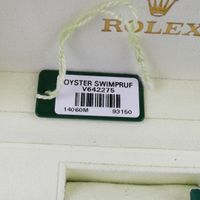 ROLEX
OYSTER SWIMPRUF
V642275
14060M 93150